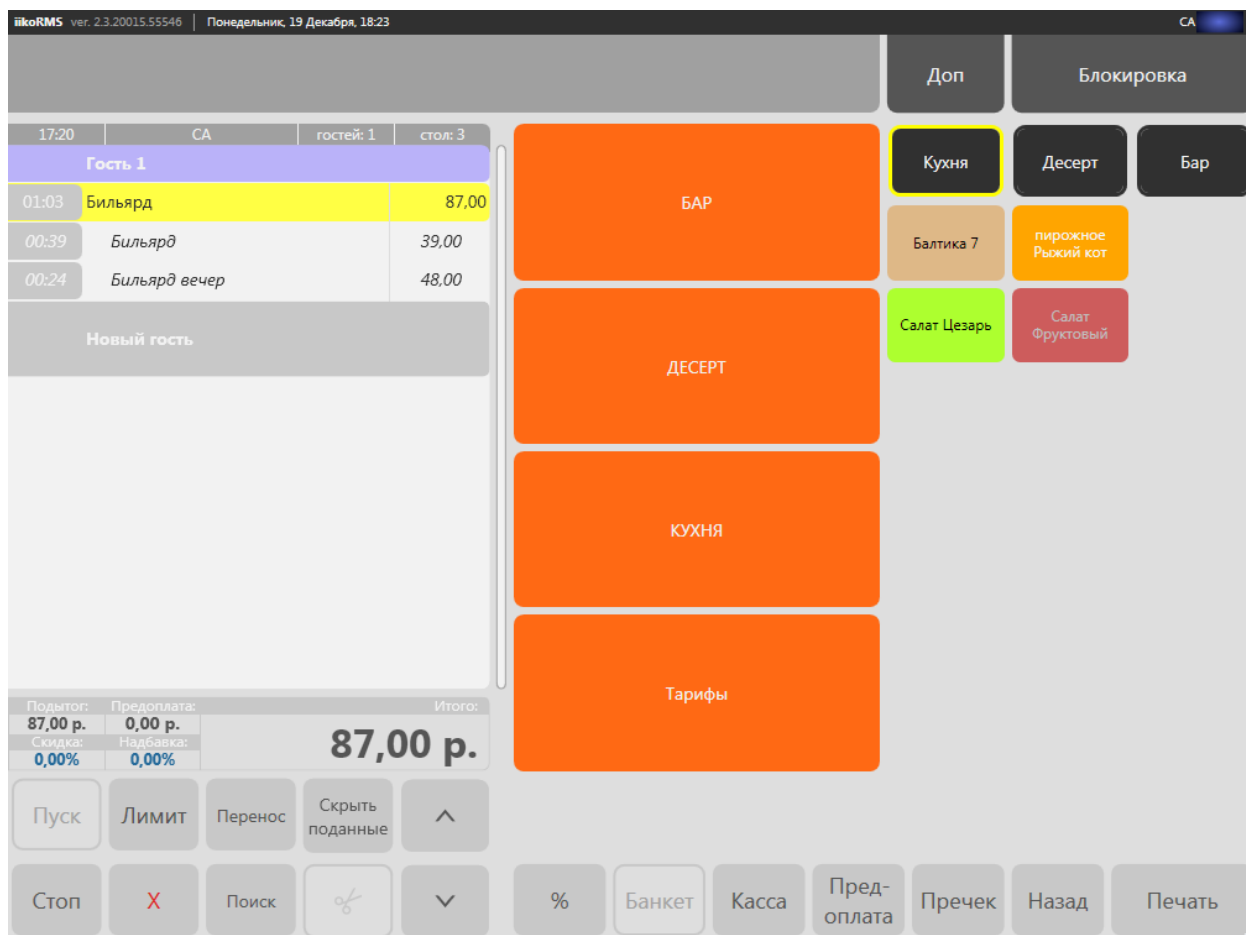 iikoRMS ver. 2.3.20015.55546 | Понедельник, 19 Декабря, 18:23 CA
Доп Блокировка
17:20 CA гостей: 1 стол: 3
Гость 1
01:03 Бильярд 87,00
00:39 Бильярд 39,00
00:24 Бильярд вечер 48,00
Новый гость
БАР
ДЕСЕРТ
КУХНЯ
Тарифы
Кухня Десерт Бар
Балтика 7
пирожное
Рыжий кот
Салат Цезарь
Салат
Фруктовый
Подытог: Предоплата: Итого:
87,00 р. 0,00 р. 87,00 р.
Скидка: Надбавка:
0,00% 0,00%
Пуск Лимит Перенос
Скрыть
поданные
Стоп X Поиск
% Банкет Касса
Пред-
оплата
Пречек Назад Печать